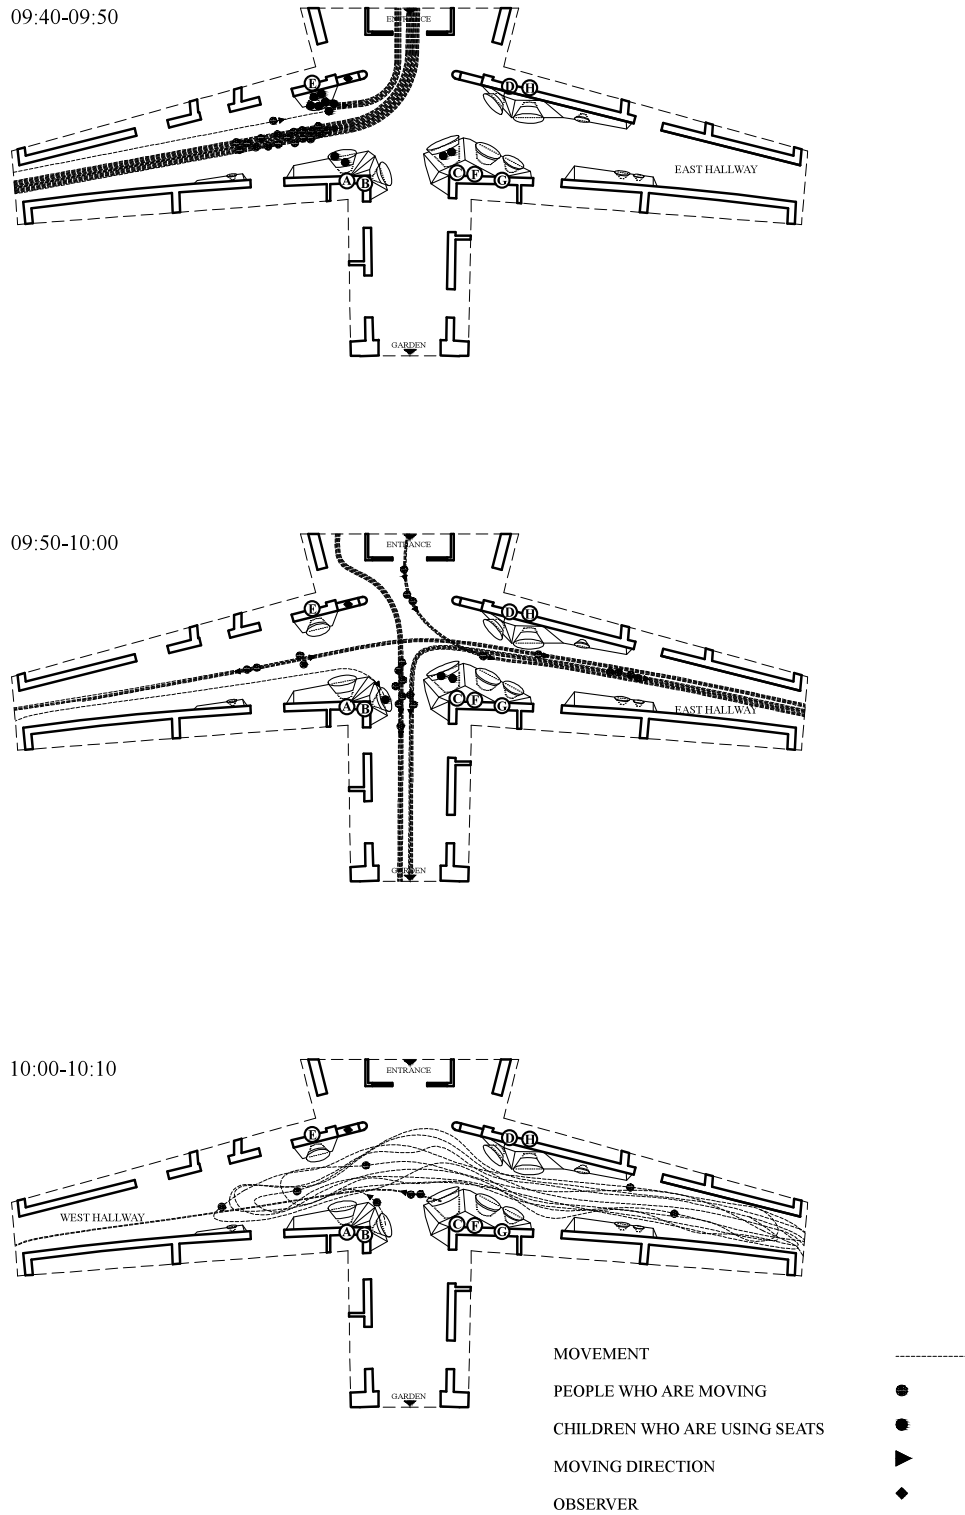 09:40-09:50
ENTRANCE
E
D H
EAST HALLWAY
A B
C F G
GARDEN
09:50-10:00
ENTRANCE
E
D H
A B
C F G
EAST HALLWAY
GARDEN
10:00-10:10
ENTRANCE
E
D H
WEST HALLWAY
A B
C F G
GARDEN
MOVEMENT
PEOPLE WHO ARE MOVING
CHILDREN WHO ARE USING SEATS
MOVING DIRECTION
OBSERVER